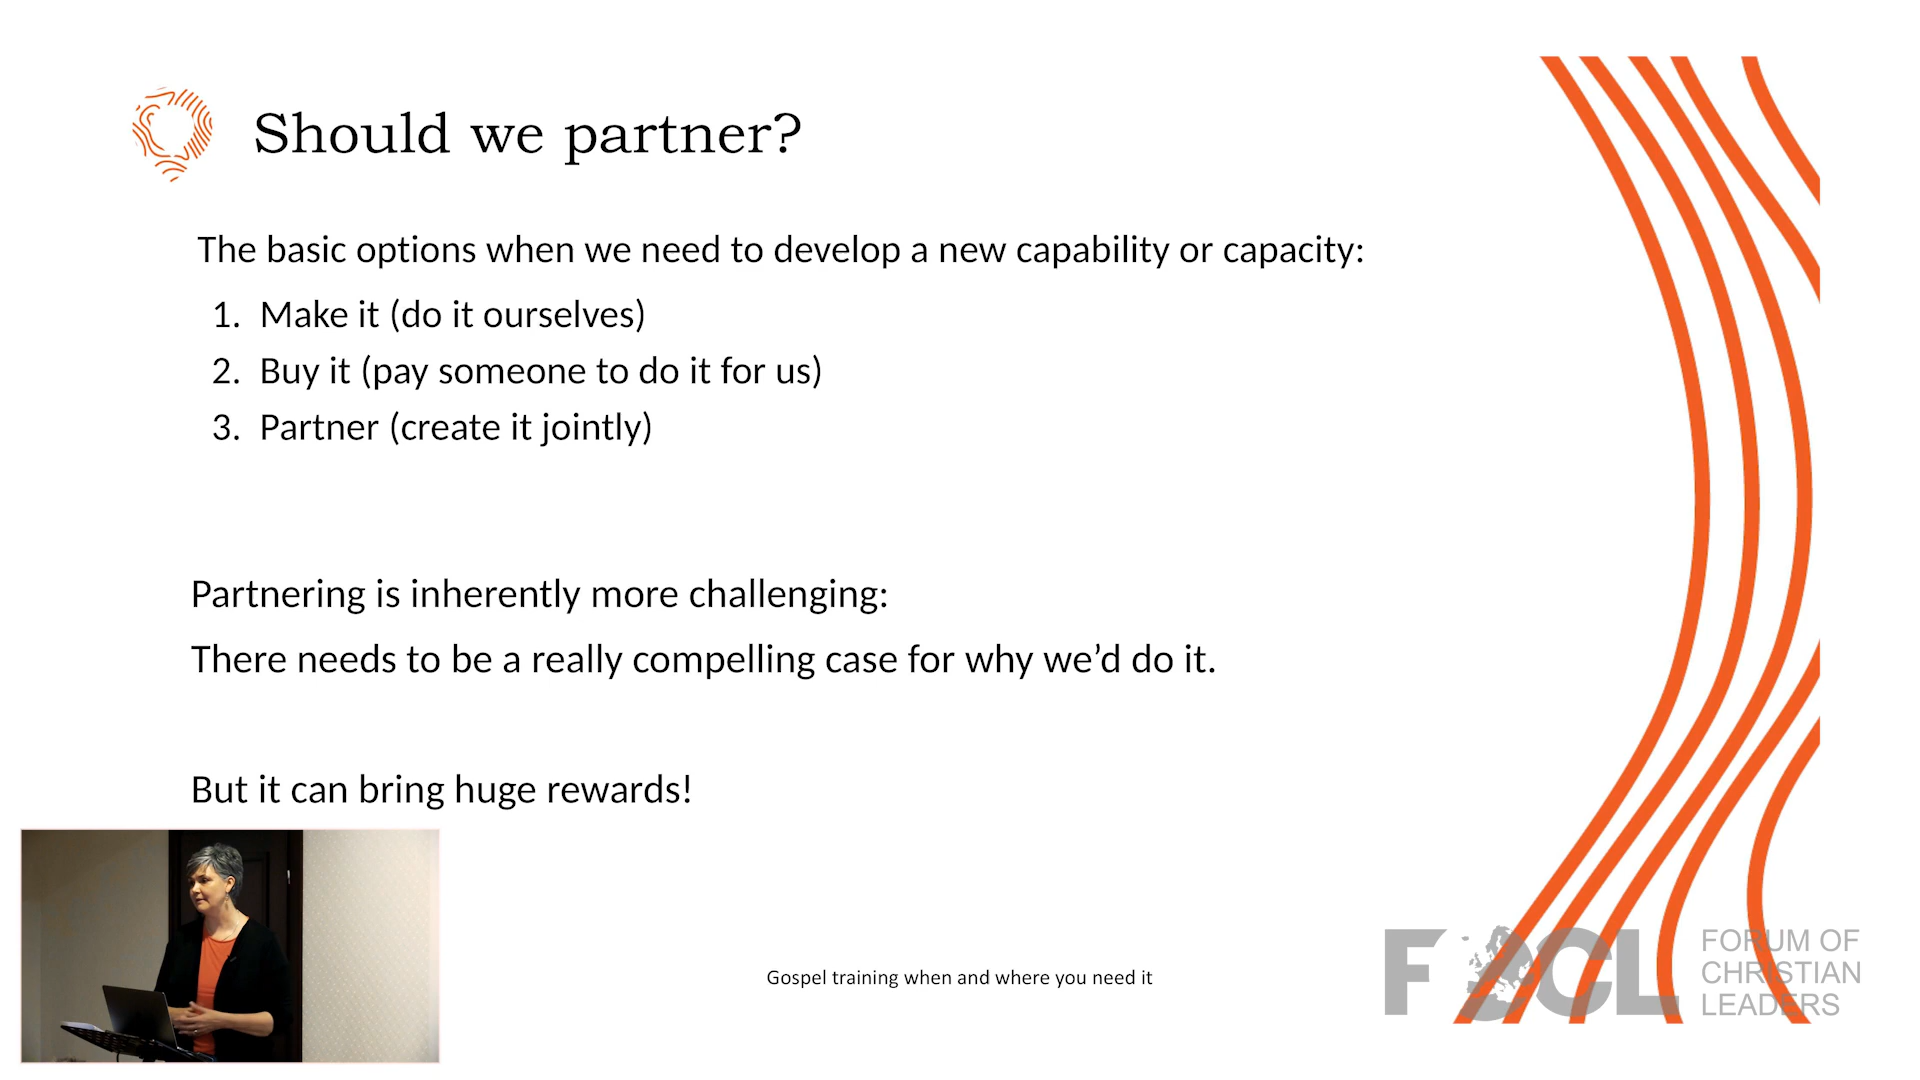 Should we partner?
The basic options when we need to develop a new capability or capacity:
1. Make it (do it ourselves)
2. Buy it (pay someone to do it for us)
3. Partner (create it jointly)
Partnering is inherently more challenging:
There needs to be a really compelling case for why we’d do it.
But it can bring huge rewards!
Gospel training when and where you need it
FOCL
FORUM OF
CHRISTIAN
LEADERS